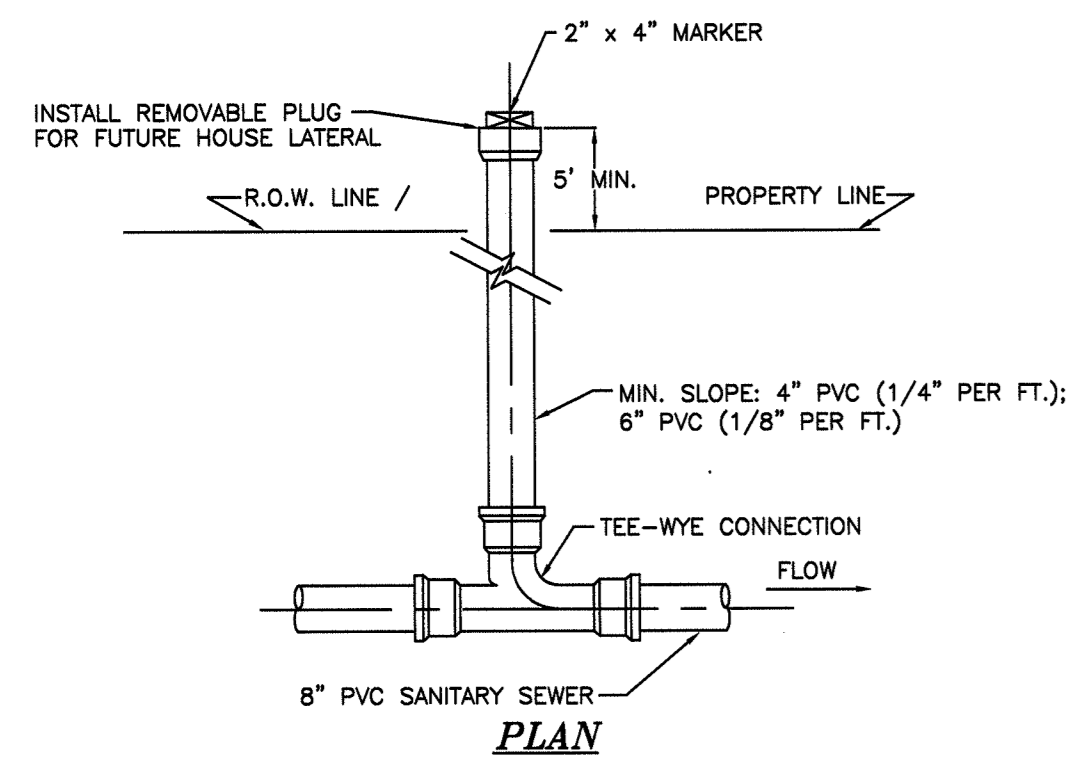 2" x 4" MARKER
INSTALL REMOVABLE PLUG
FOR FUTURE HOUSE LATERAL
5' MIN.
R.O.W. LINE /
PROPERTY LINE
MIN. SLOPE: 4" PVC (1/4" PER FT.);
6" PVC (1/8" PER FT.)
TEE-WYE CONNECTION
FLOW
8" PVC SANITARY SEWER
PLAN